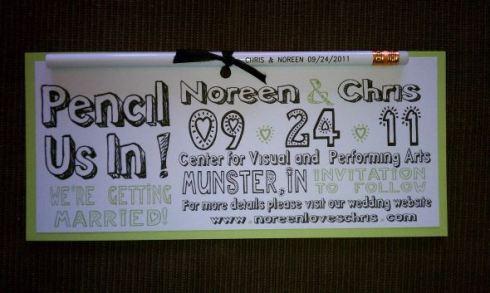 CHRIS & NOREEN 09/24/2011
Pencil
Us In!
WE'RE GETTING
MARRIED!
Noreen & Chris
09 24 11
Center for Visual and Performing Arts
MUNSTER, IN
INVITATION
TO FOLLOW
For more details please visit our wedding website
www.noreenloveschris.com